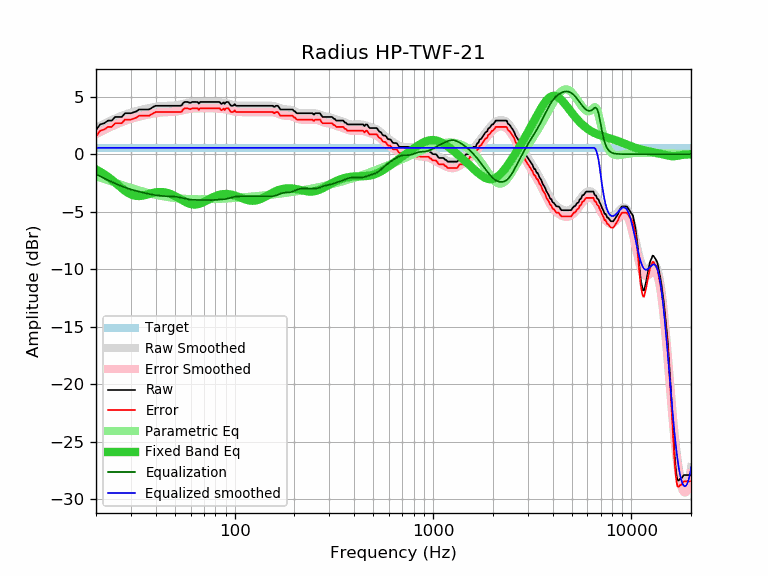 Radius HP-TWF-21
Amplitude (dBr)
5
0
−5
−10
−15
−20
−25
−30
Target
Raw Smoothed
Error Smoothed
Raw
Error
Parametric Eq
Fixed Band Eq
Equalization
Equalized smoothed
100
1000
10000
Frequency (Hz)